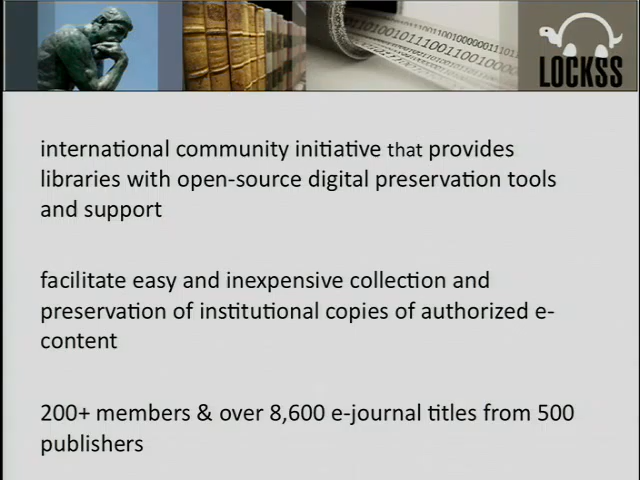 LOCKSS
international community initiative that provides
libraries with open-source digital preservation tools
and support
facilitate easy and inexpensive collection and
preservation of institutional copies of authorized e-
content
200+ members & over 8,600 e-journal titles from 500
publishers